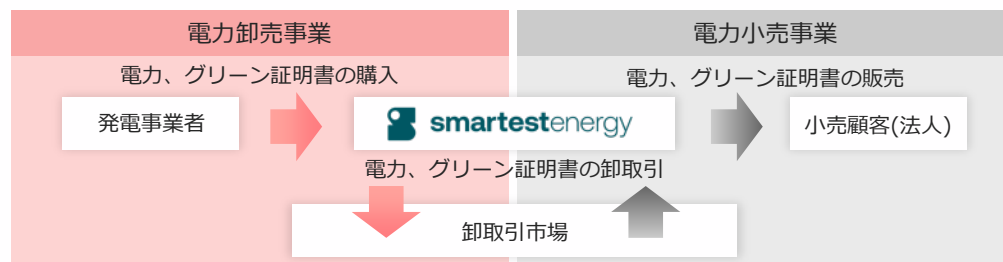 電力卸売事業
電力小売事業
電力、グリーン証明書の購入
電力、グリーン証明書の販売
発電事業者
smartestenergy
小売顧客(法人)
電力、グリーン証明書の卸取引
卸取引市場